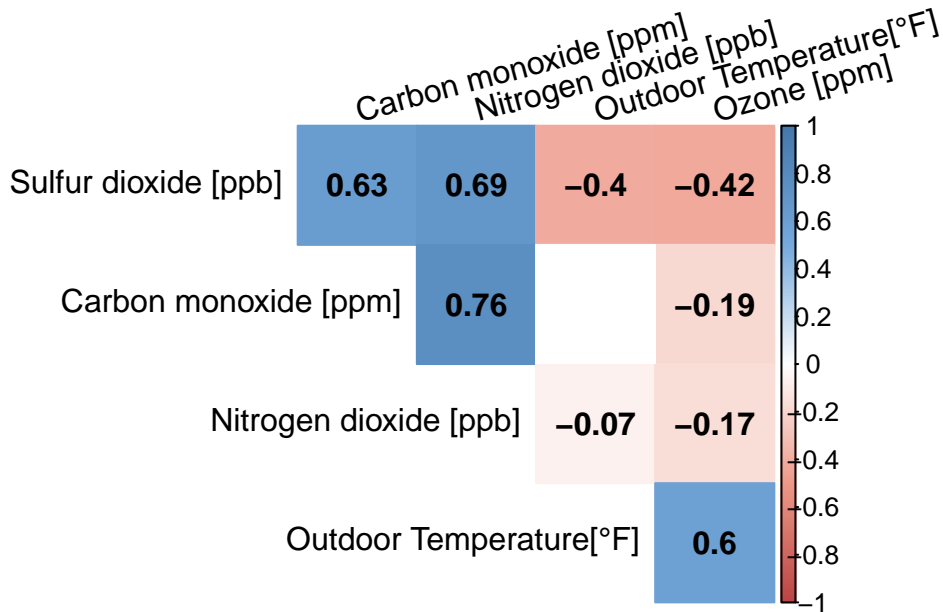 Carbon monoxide [ppm]
Nitrogen dioxide [ppb]
Outdoor Temperature[°F]
Ozone [ppm]
Sulfur dioxide [ppb] 0.63 0.69 −0.4 −0.42
Carbon monoxide [ppm] 0.76 −0.19
Nitrogen dioxide [ppb] −0.07 −0.17
Outdoor Temperature[°F] 0.6
1
0.8
0.6
0.4
0.2
0
−0.2
−0.4
−0.6
−0.8
−1